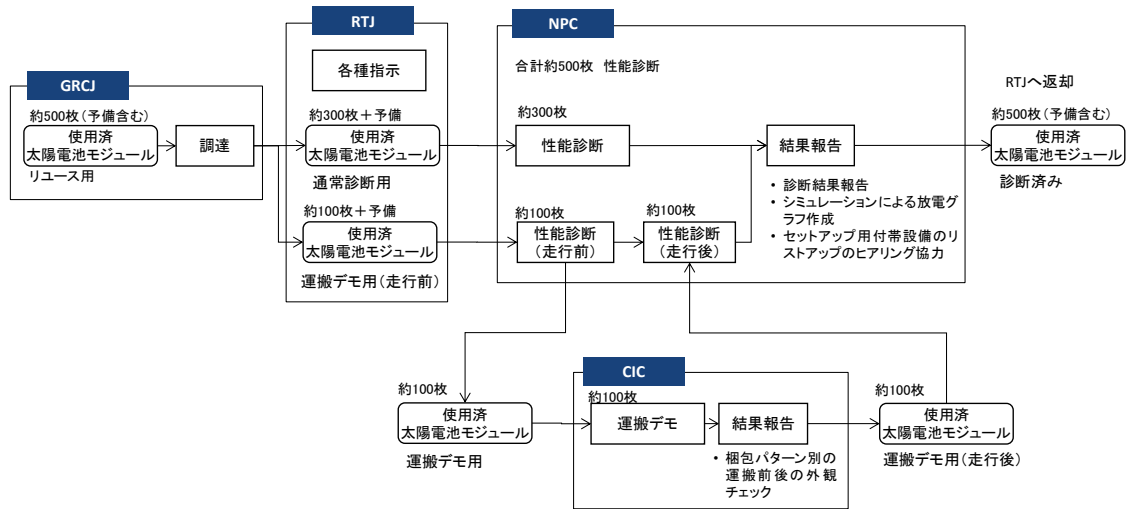 GRCJ
約500枚(予備含む)
使用済
太陽電池モジュール
リユース用
調達
RTJ
各種指示
約300枚＋予備
使用済
太陽電池モジュール
通常診断用
約100枚＋予備
使用済
太陽電池モジュール
運搬デモ用(走行前)
NPC
合計約500枚 性能診断
約300枚
性能診断
約100枚
性能診断
(走行前)
約100枚
性能診断
(走行後)
結果報告
・ 診断結果報告
・ シミュレーションによる放電グ
ラフ作成
・ セットアップ用付帯設備のリ
ストアップのヒアリング協力
RTJへ返却
約500枚(予備含む)
使用済
太陽電池モジュール
診断済み
約100枚
使用済
太陽電池モジュール
運搬デモ用
CIC
約100枚
運搬デモ
結果報告
・ 梱包パターン別の
運搬前後の外観
チェック
約100枚
使用済
太陽電池モジュール
運搬デモ用(走行後)